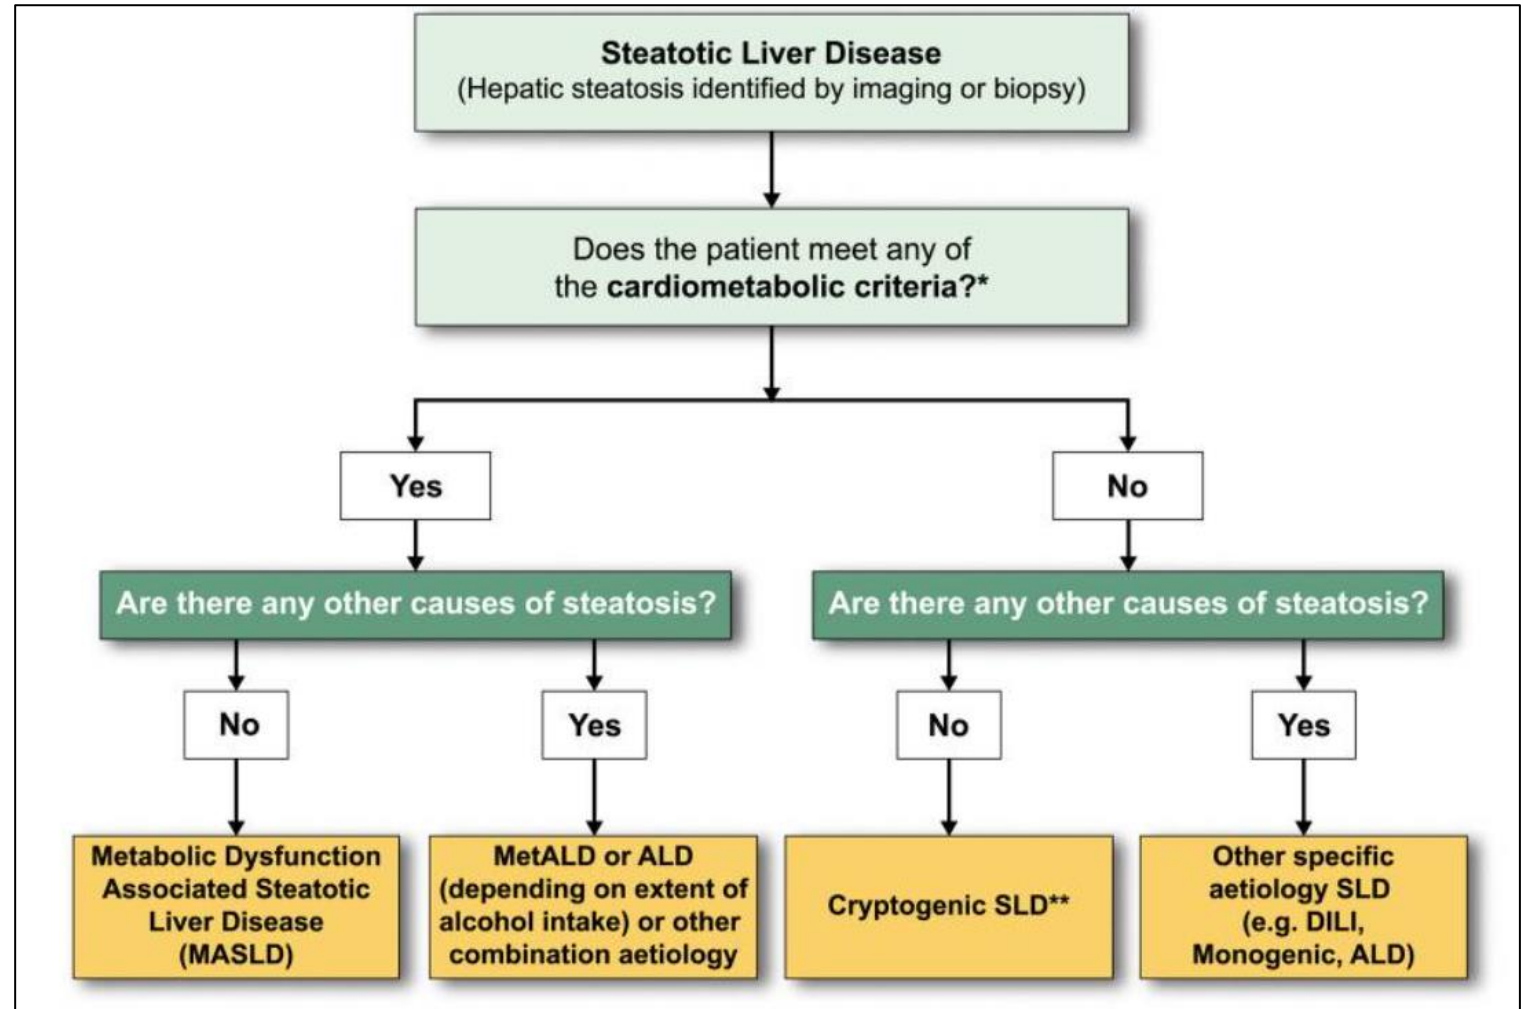 Steatotic Liver Disease
(Hepatic steatosis identified by imaging or biopsy)
Does the patient meet any of
the cardiometabolic criteria?*
Yes
No
Are there any other causes of steatosis?
Are there any other causes of steatosis?
No
Yes
No
Yes
Metabolic Dysfunction
Associated Steatotic
Liver Disease
(MASLD)
MetALD or ALD
(depending on extent of
alcohol intake) or other
combination aetiology
Cryptogenic SLD**
Other specific
aetiology SLD
(e.g. DILI,
Monogenic, ALD)